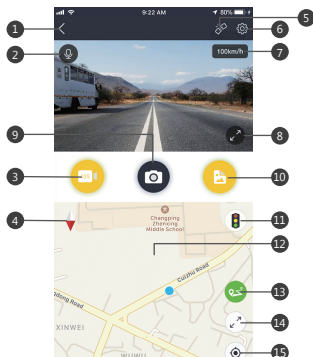 9:22 AM
80%
5
1
6
2
100km/h
7
9
8
3
10
4
Changping
Zhenxing
Middle School
11
12
Cuizhu Road
13
dong Road
14
XINWEI
15